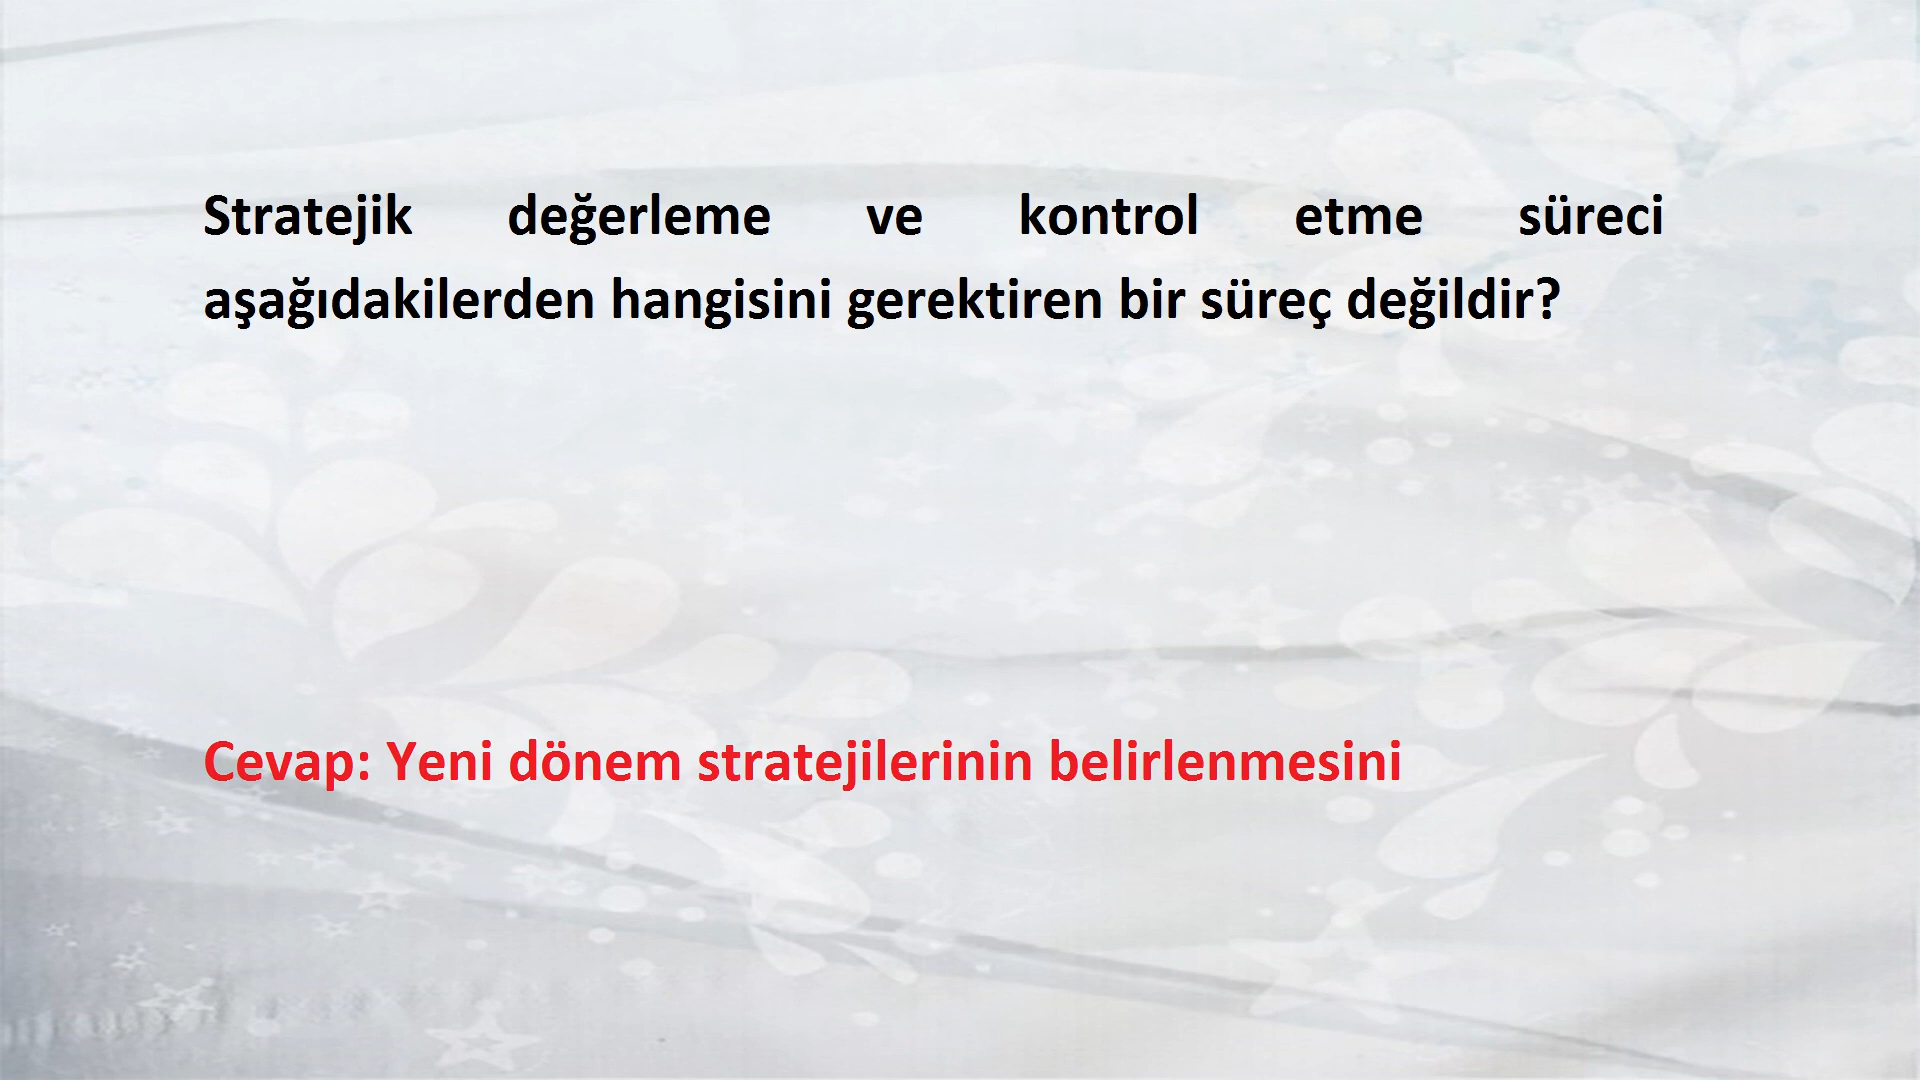 Stratejik değerleme ve kontrol etme süreci
aşağıdakilerden hangisini gerektiren bir süreç değildir?
Cevap: Yeni dönem stratejilerinin belirlenmesini